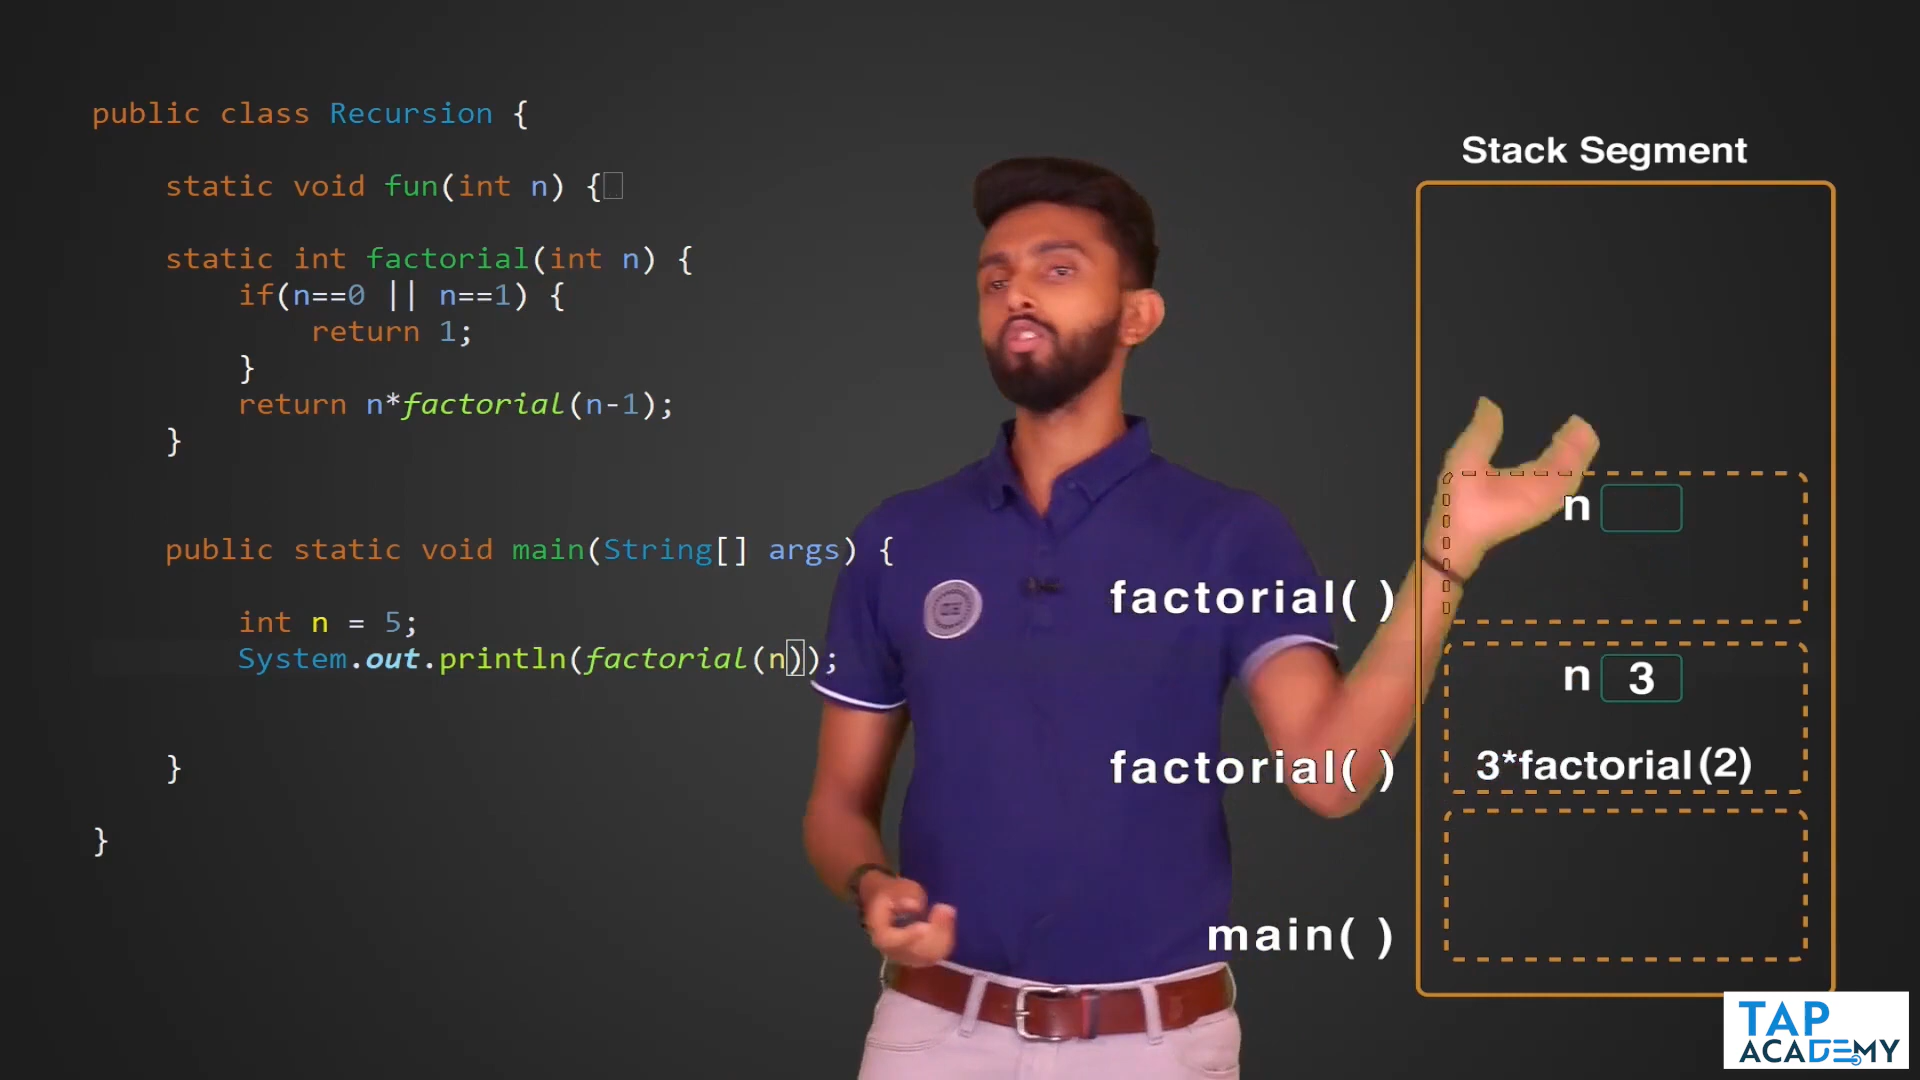 public class Recursion {
static void fun(int n) {
static int factorial(int n) {
if(n==0 || n==1) {
return 1;
}
return n*factorial(n-1);
}
public static void main(String[] args) {
int n = 5;
System.out.println(factorial(n));
}
}
Stack Segment
n
factorial( )
n 3
factorial( ) 3*factorial(2)
main( )
TAP
ACADEMY